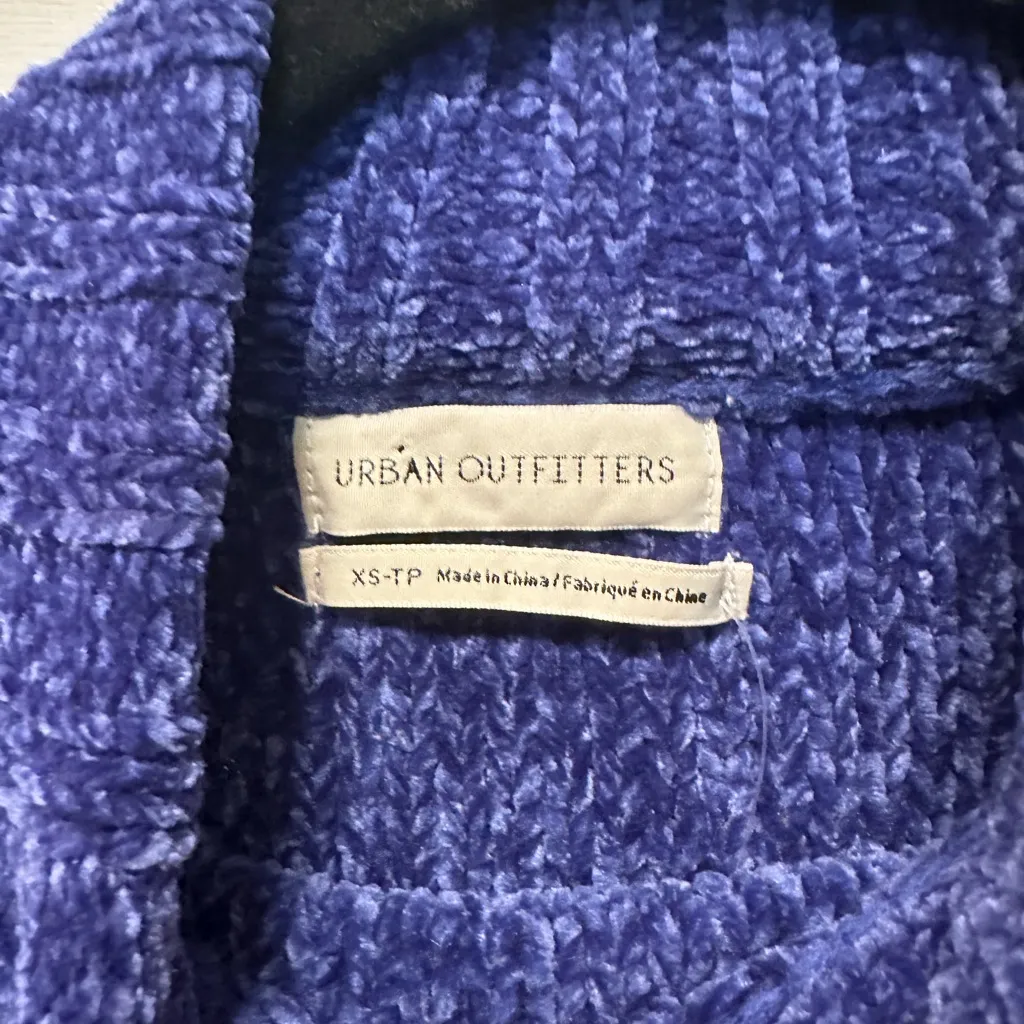 URBAN OUTFITTERS
XS-TP Made in China / Fabriqué en Chine